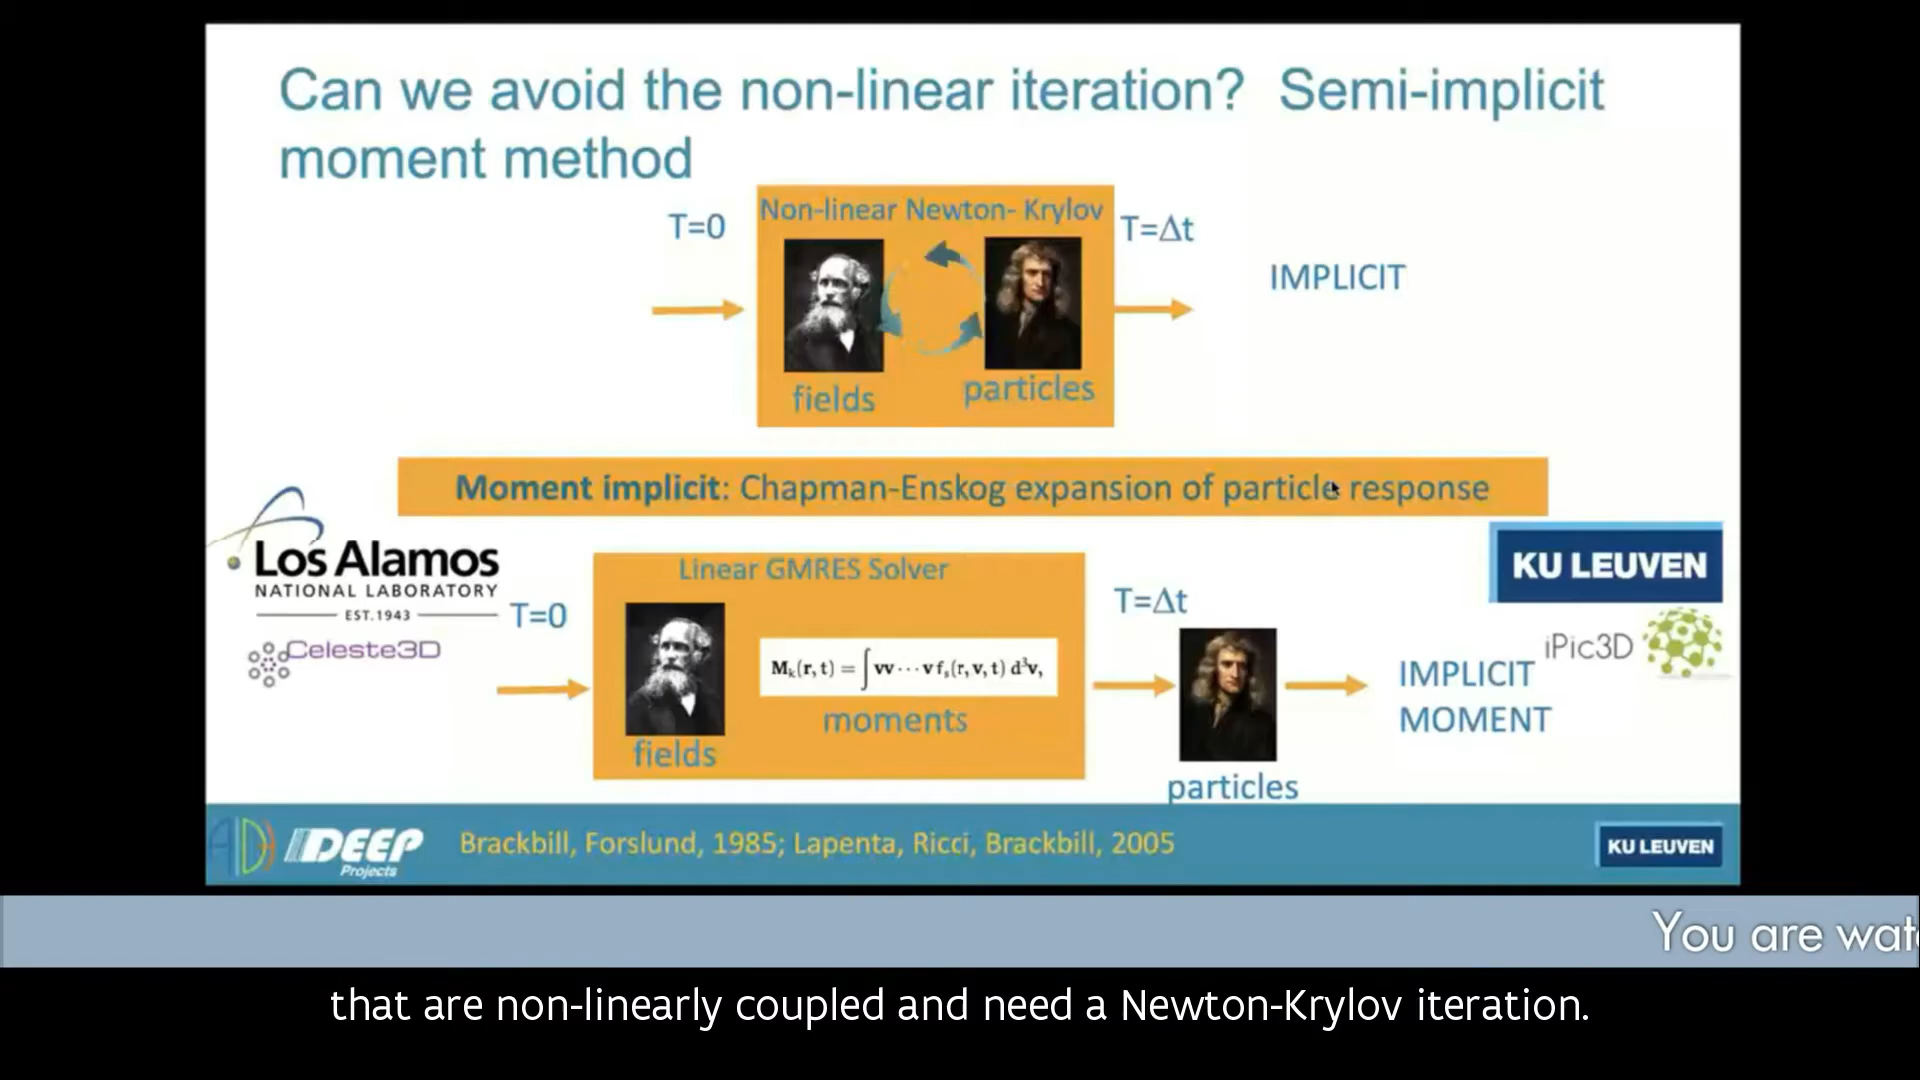 Can we avoid the non-linear iteration? Semi-implicit
moment method
Non-linear Newton- Krylov
T=0
T=Δt
IMPLICIT
fields
particles
Moment implicit: Chapman-Enskog expansion of particle response
Los Alamos
NATIONAL LABORATORY
EST.1943
Celeste3D
KU LEUVEN
iPic3D
Linear GMRES Solver
T=0
T=Δt
M_k(r, t) = ∫ vv · · · v f_s(r, v, t) d³v,
moments
fields
particles
IMPLICIT
MOMENT
DEEP
Projects
Brackbill, Forslund, 1985; Lapenta, Ricci, Brackbill, 2005
KU LEUVEN
You are wat
that are non-linearly coupled and need a Newton-Krylov iteration.